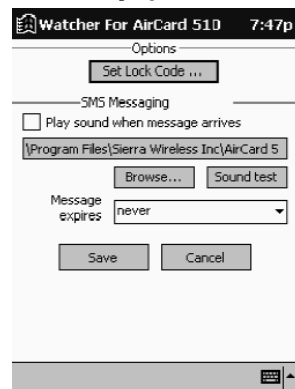 Watcher For AirCard 510 7:47p
Options
Set Lock Code ...
SMS Messaging
Play sound when message arrives
\Program Files\Sierra Wireless Inc\AirCard 5
Browse... Sound test
Message
expires never
Save Cancel